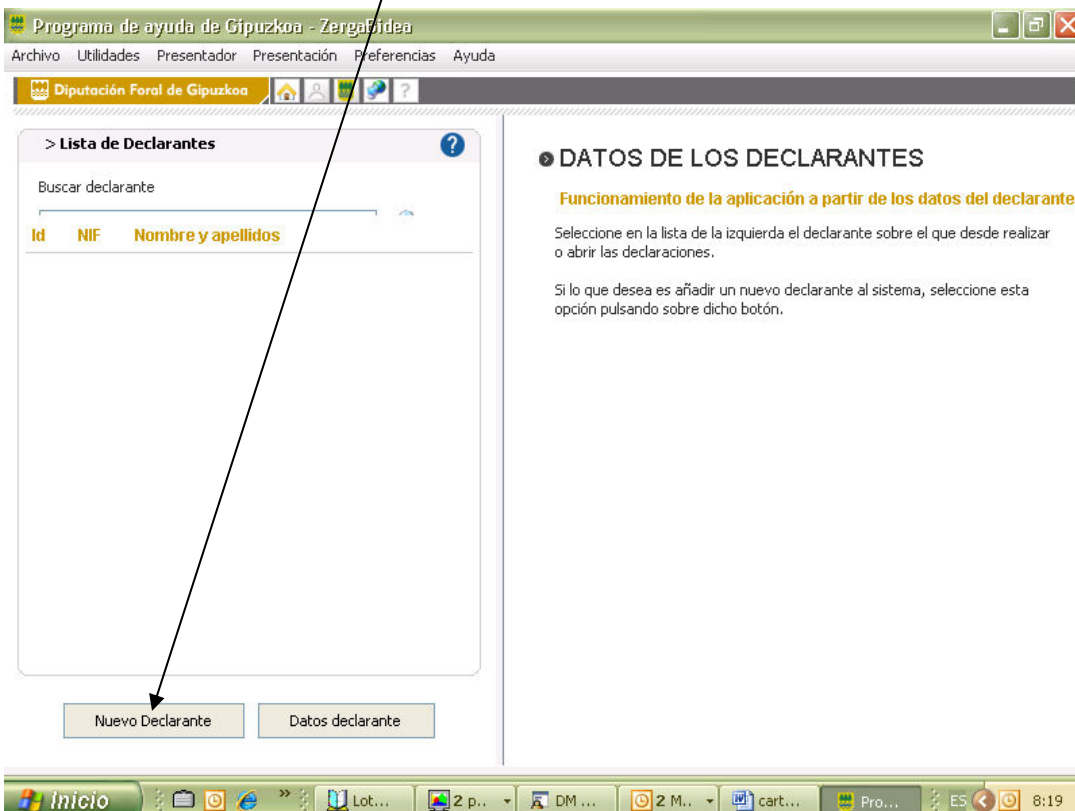 Programa de ayuda de Gipuzkoa - ZergaBidea
Archivo Utilidades Presentador Presentación Preferencias Ayuda
Diputación Foral de Gipuzkoa
?
> Lista de Declarantes
?
Buscar declarante
Id NIF Nombre y apellidos
Nuevo Declarante Datos declarante
DATOS DE LOS DECLARANTES
Funcionamiento de la aplicación a partir de los datos del declarante
Seleccione en la lista de la izquierda el declarante sobre el que desde realizar
o abrir las declaraciones.
Si lo que desea es añadir un nuevo declarante al sistema, seleccione esta
opción pulsando sobre dicho botón.
Inicio » Lot... 2 p.. DM ... 2 M.. cart... Pro... ES 8:19